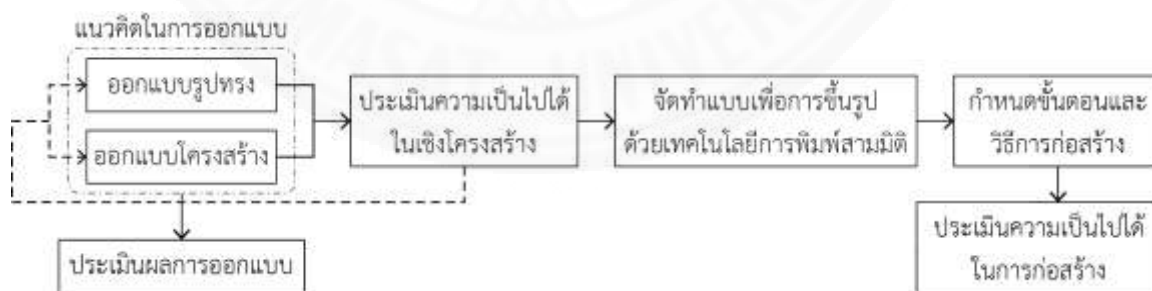 แนวคิดในการออกแบบ
ออกแบบรูปทรง
ออกแบบโครงสร้าง
ประเมินผลการออกแบบ
ประเมินความเป็นไปได้
ในเชิงโครงสร้าง
จัดทำแบบเพื่อการขึ้นรูป
ด้วยเทคโนโลยีการพิมพ์สามมิติ
กำหนดขั้นตอนและ
วิธีการก่อสร้าง
ประเมินความเป็นไปได้
ในการก่อสร้าง